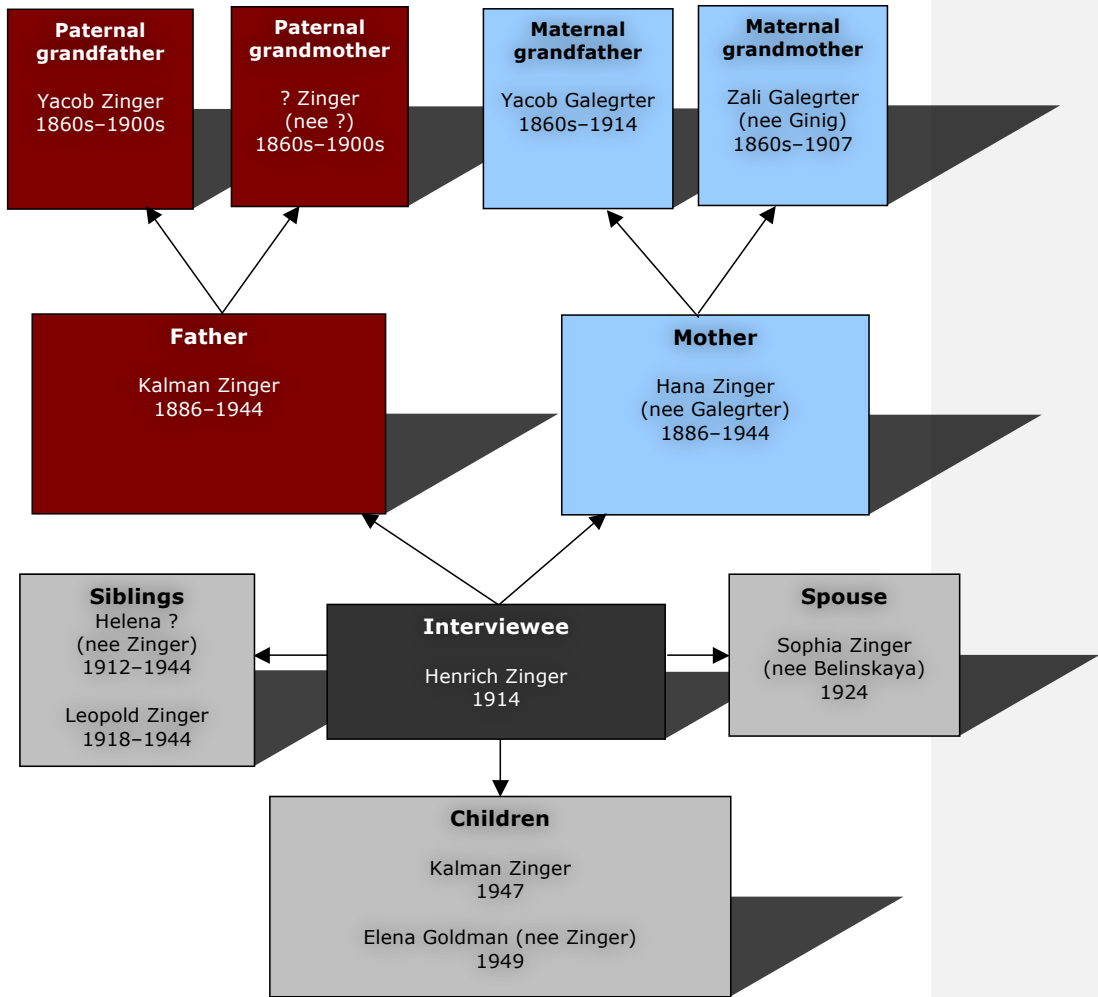 Paternal
grandfather
Yacob Zinger
1860s–1900s
Paternal
grandmother
? Zinger
(nee ?)
1860s–1900s
Maternal
grandfather
Yacob Galegrter
1860s–1914
Maternal
grandmother
Zali Galegrter
(nee Ginig)
1860s–1907
Father
Kalman Zinger
1886–1944
Mother
Hana Zinger
(nee Galegrter)
1886–1944
Siblings
Helena ?
(nee Zinger)
1912–1944
Leopold Zinger
1918–1944
Interviewee
Henrich Zinger
1914
Spouse
Sophia Zinger
(nee Belinskaya)
1924
Children
Kalman Zinger
1947
Elena Goldman (nee Zinger)
1949